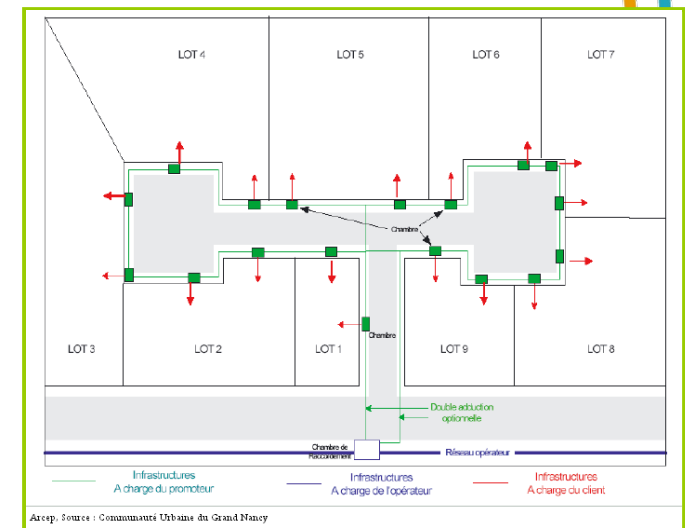 LOT 4
LOT 5
LOT 6
LOT 7
Chambre
Chambre
LOT 3
LOT 2
LOT 1
LOT 9
LOT 8
Double adduction
optionnelle
Chambre de
Raccordement
Réseau opérateur
Infrastructures
A charge du promoteur
Infrastructures
A charge de l'opérateur
Infrastructures
A charge du client
Arcep, Source : Communauté Urbaine du Grand Nancy